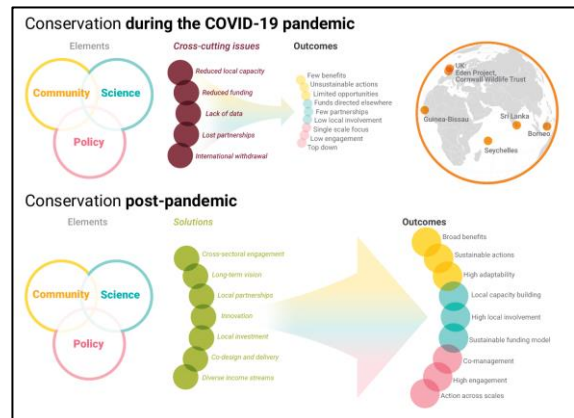 Conservation during the COVID-19 pandemic
Elements
Cross-cutting issues
Outcomes
Community
Science
Policy
Reduced local capacity
Reduced funding
Lack of data
Lost partnerships
International withdrawal
Few benefits
Unsustainable actions
Limited opportunities
Funds directed elsewhere
Few partnerships
Low local involvement
Single scale focus
Low engagement
Top down
UK:
Eden Project,
Cornwall Wildlife Trust
Guinea-Bissau
Sri Lanka
Borneo
Seychelles
Conservation post-pandemic
Elements
Solutions
Outcomes
Community
Science
Policy
Cross-sectoral engagement
Long-term vision
Local partnerships
Innovation
Local investment
Co-design and delivery
Diverse income streams
Broad benefits
Sustainable actions
High adaptability
Local capacity building
High local involvement
Sustainable funding model
Co-management
High engagement
Action across scales